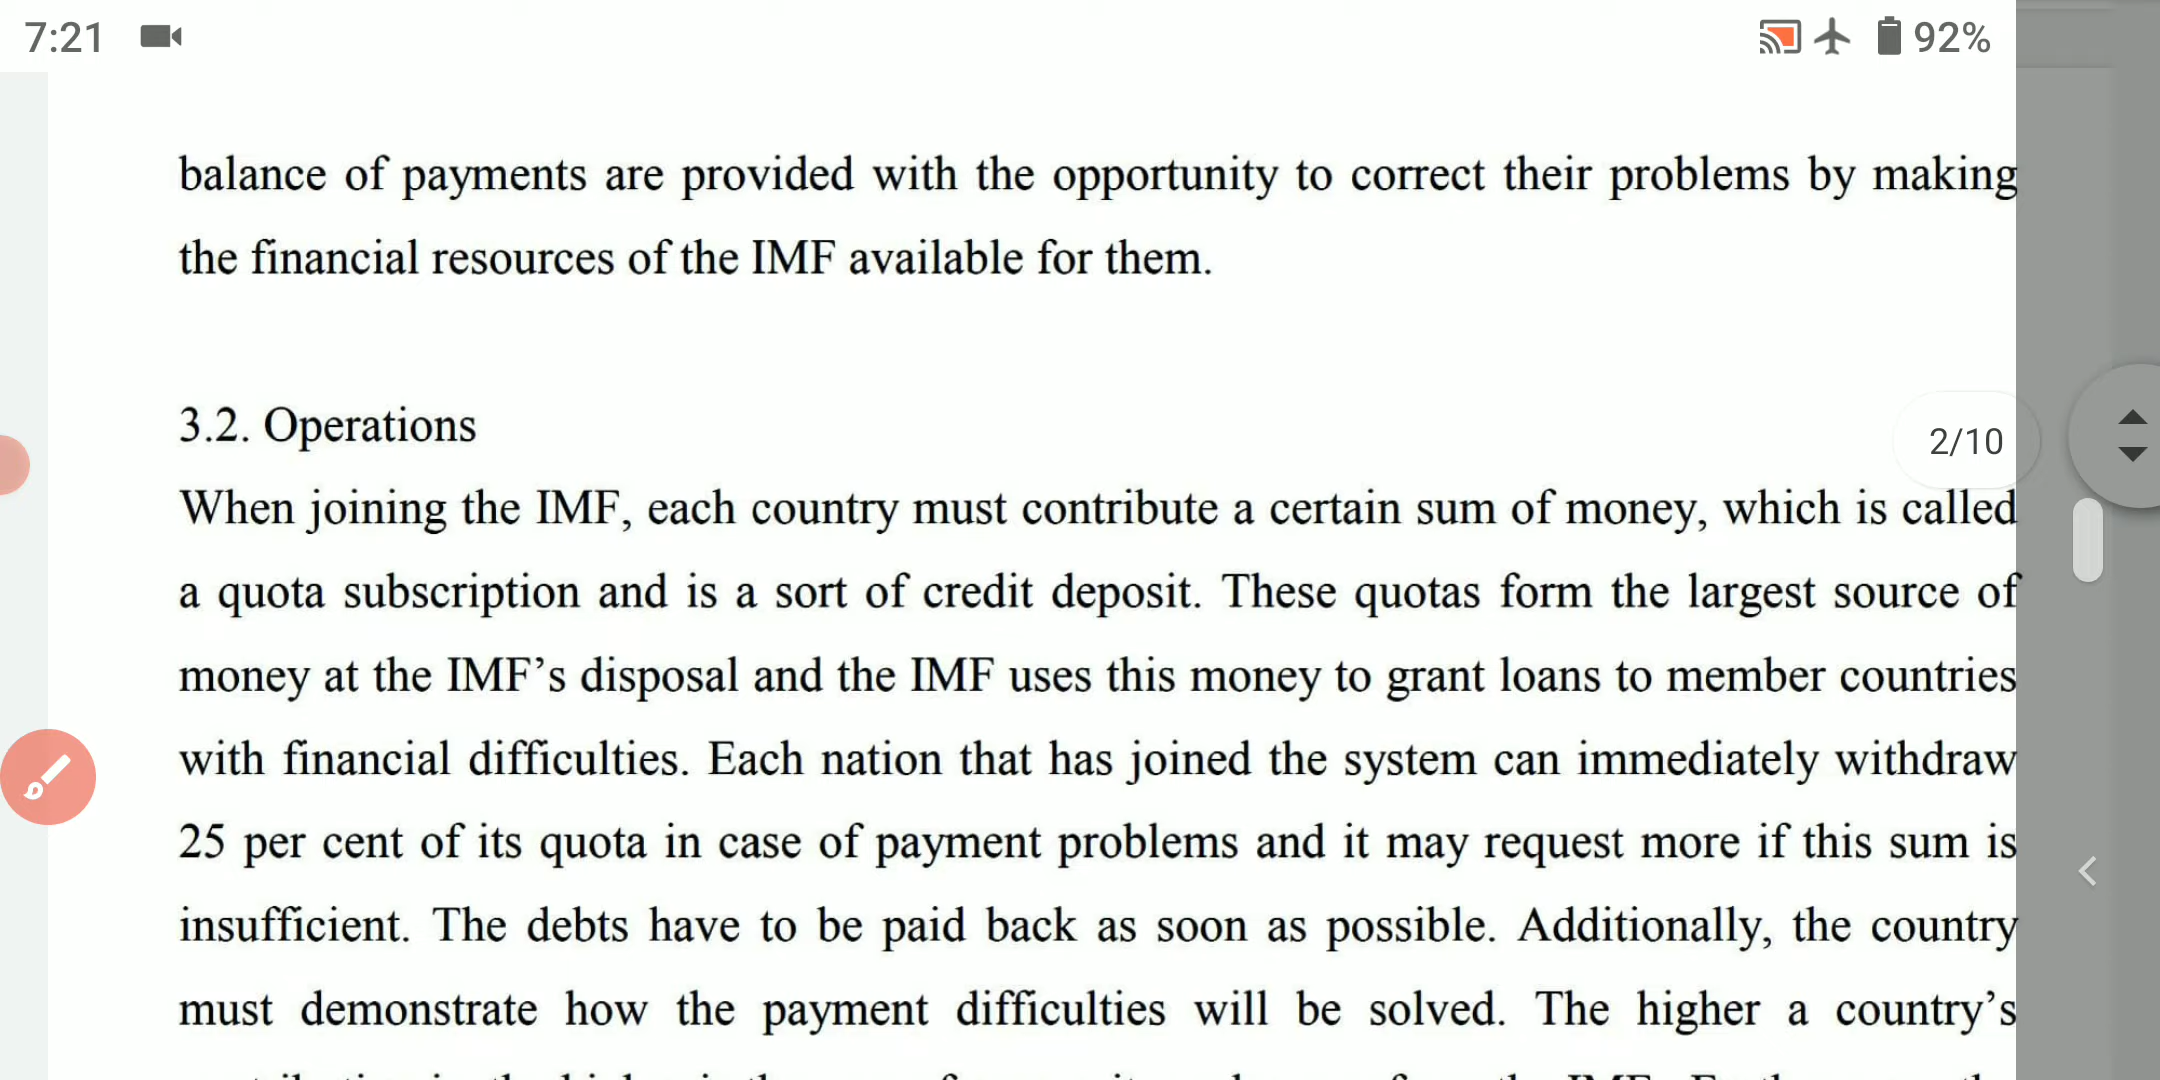 7:21
92%
balance of payments are provided with the opportunity to correct their problems by making
the financial resources of the IMF available for them.
3.2. Operations
2/10
When joining the IMF, each country must contribute a certain sum of money, which is called
a quota subscription and is a sort of credit deposit. These quotas form the largest source of
money at the IMF’s disposal and the IMF uses this money to grant loans to member countries
with financial difficulties. Each nation that has joined the system can immediately withdraw
25 per cent of its quota in case of payment problems and it may request more if this sum is
insufficient. The debts have to be paid back as soon as possible. Additionally, the country
must demonstrate how the payment difficulties will be solved. The higher a country’s